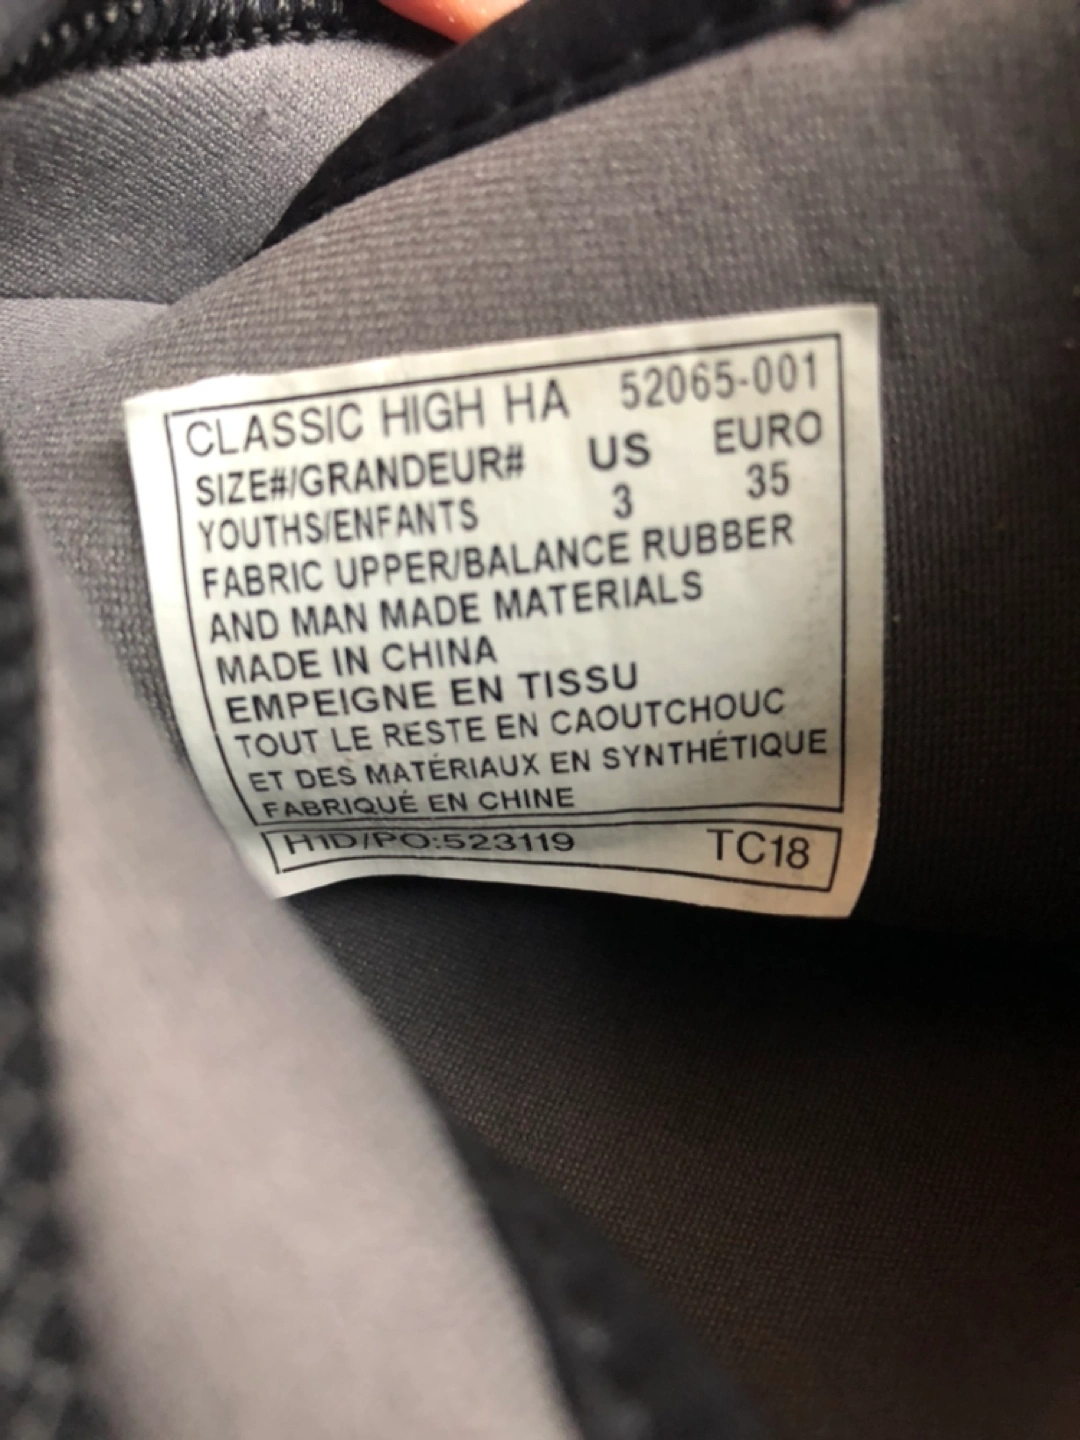 CLASSIC HIGH HA 52065-001
SIZE#/GRANDEUR# US EURO
YOUTHS/ENFANTS 3 35
FABRIC UPPER/BALANCE RUBBER
AND MAN MADE MATERIALS
MADE IN CHINA
EMPEIGNE EN TISSU
TOUT LE RESTE EN CAOUTCHOUC
ET DES MATÉRIAUX EN SYNTHÉTIQUE
FABRIQUÉ EN CHINE
H1D/PO:523119 TC18